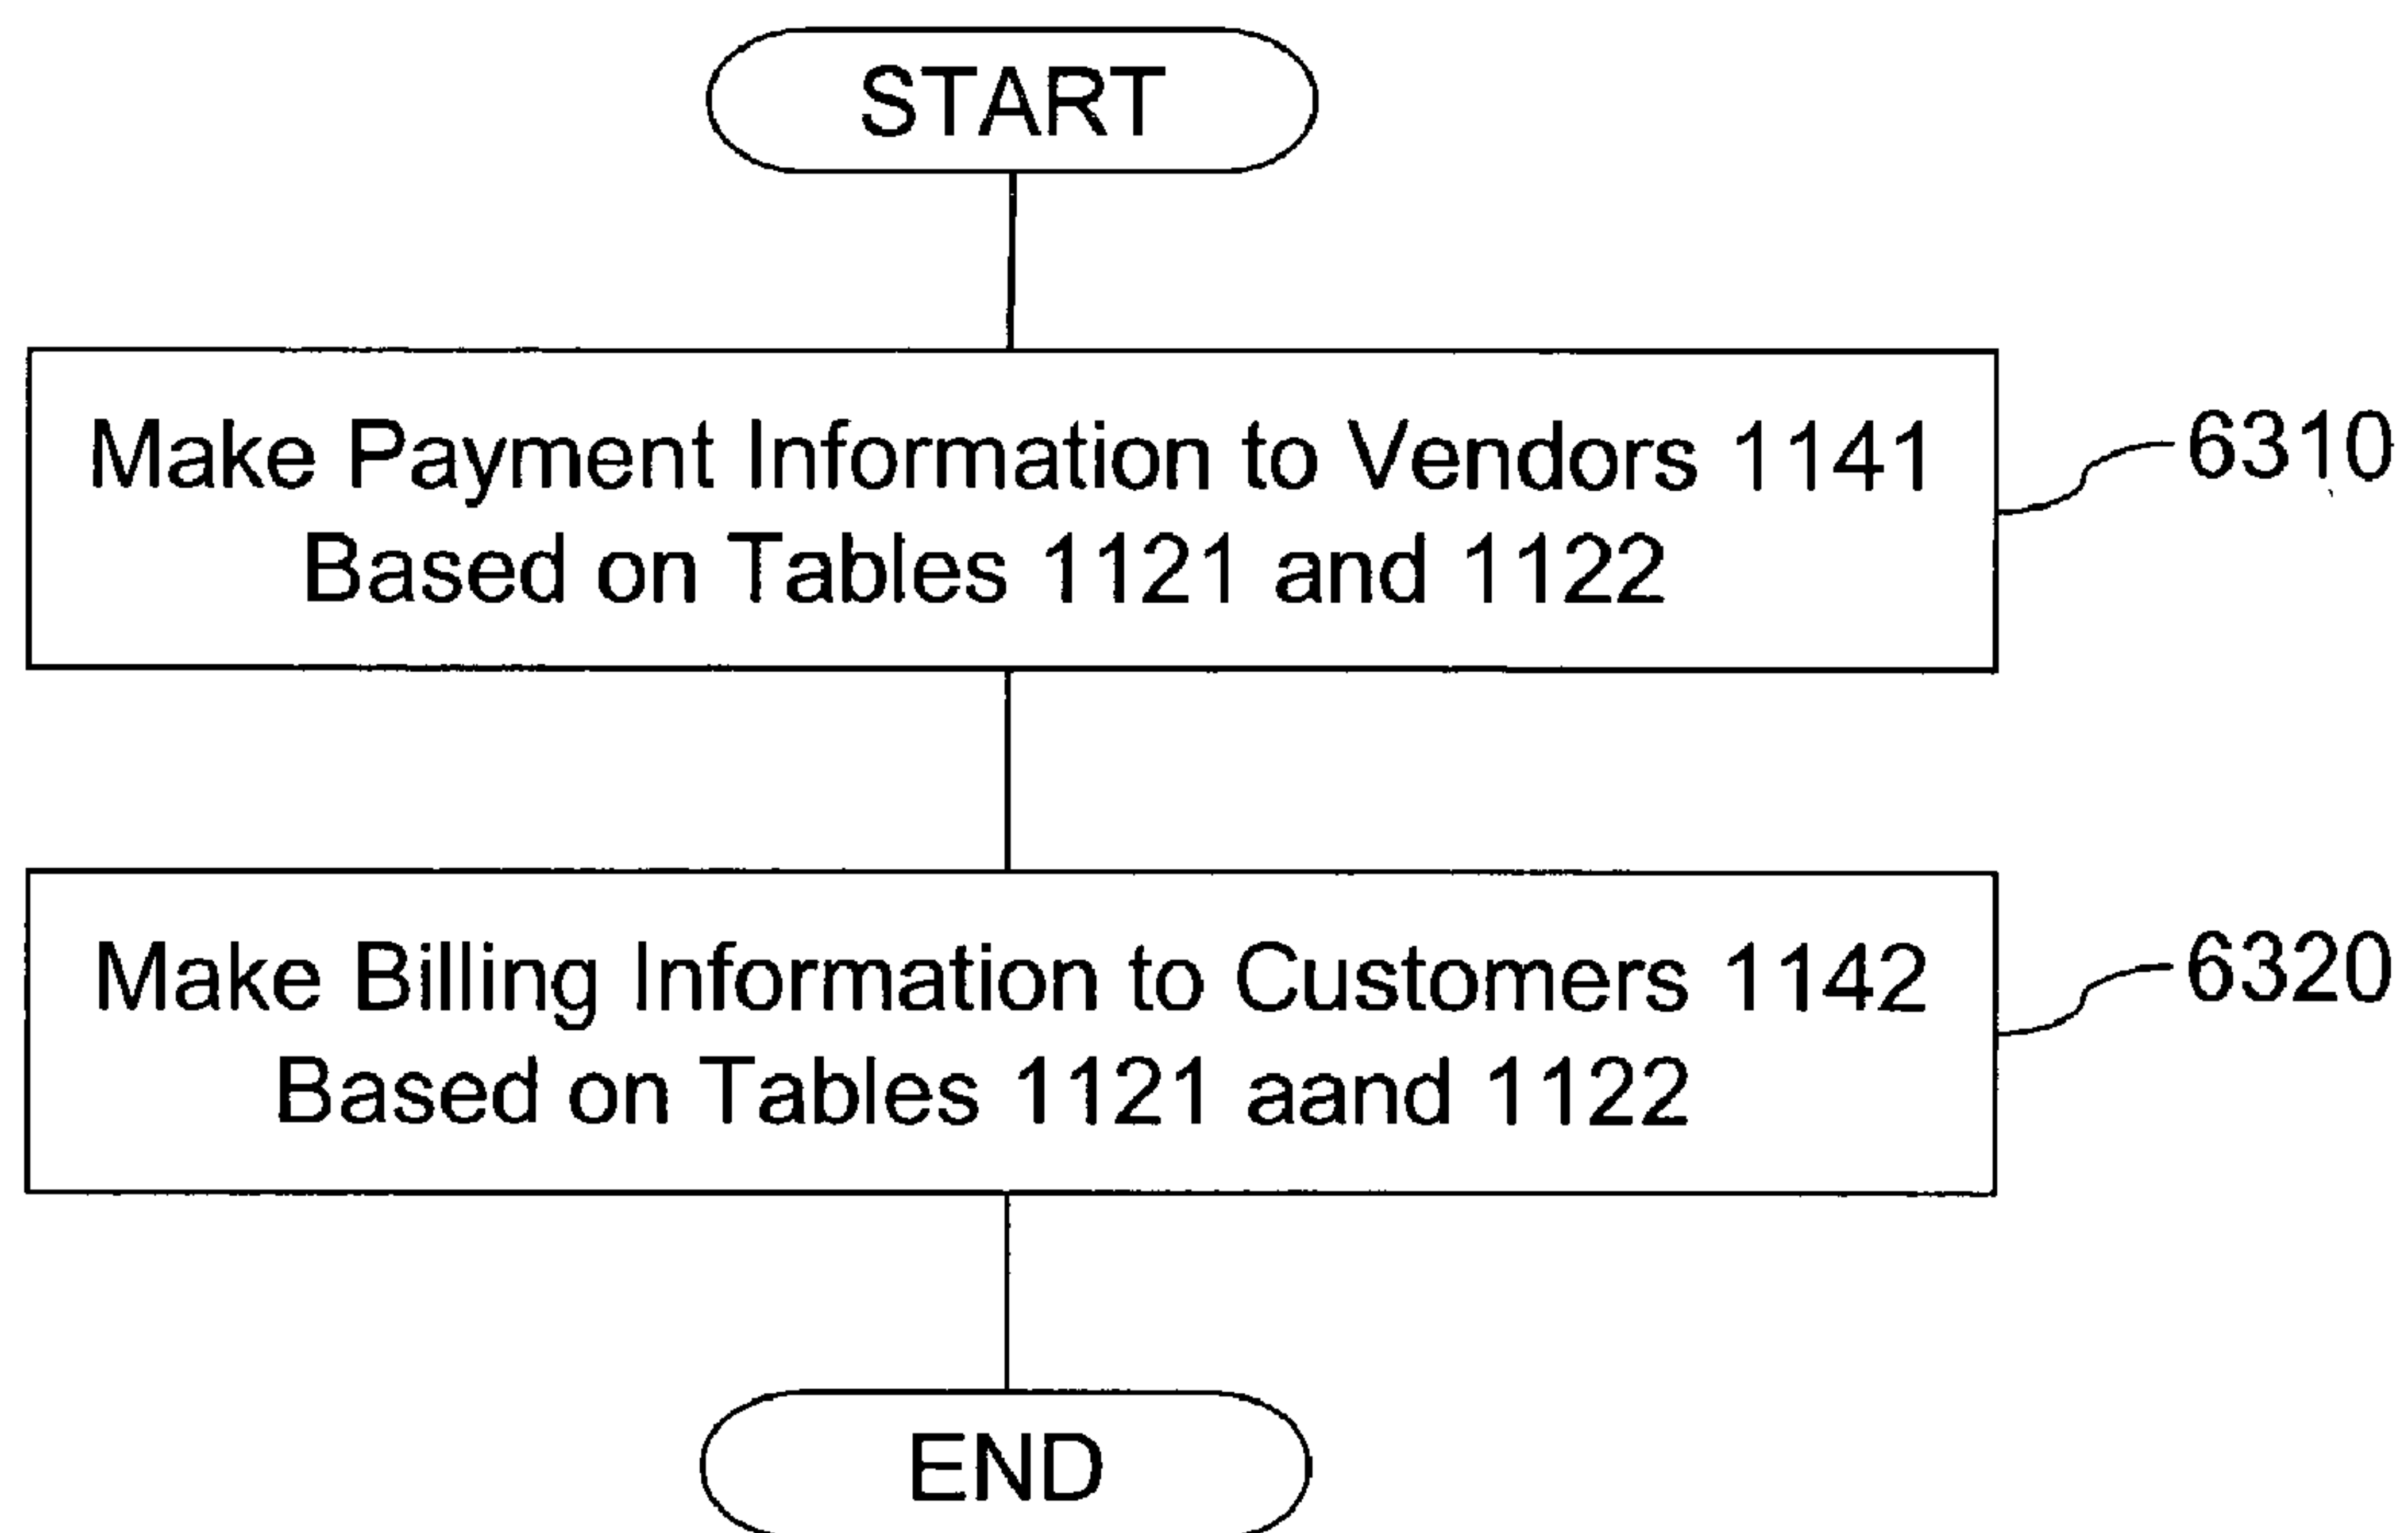 START
Make Payment Information to Vendors 1141
Based on Tables 1121 and 1122
6310
Make Billing Information to Customers 1142
Based on Tables 1121 aand 1122
6320
END